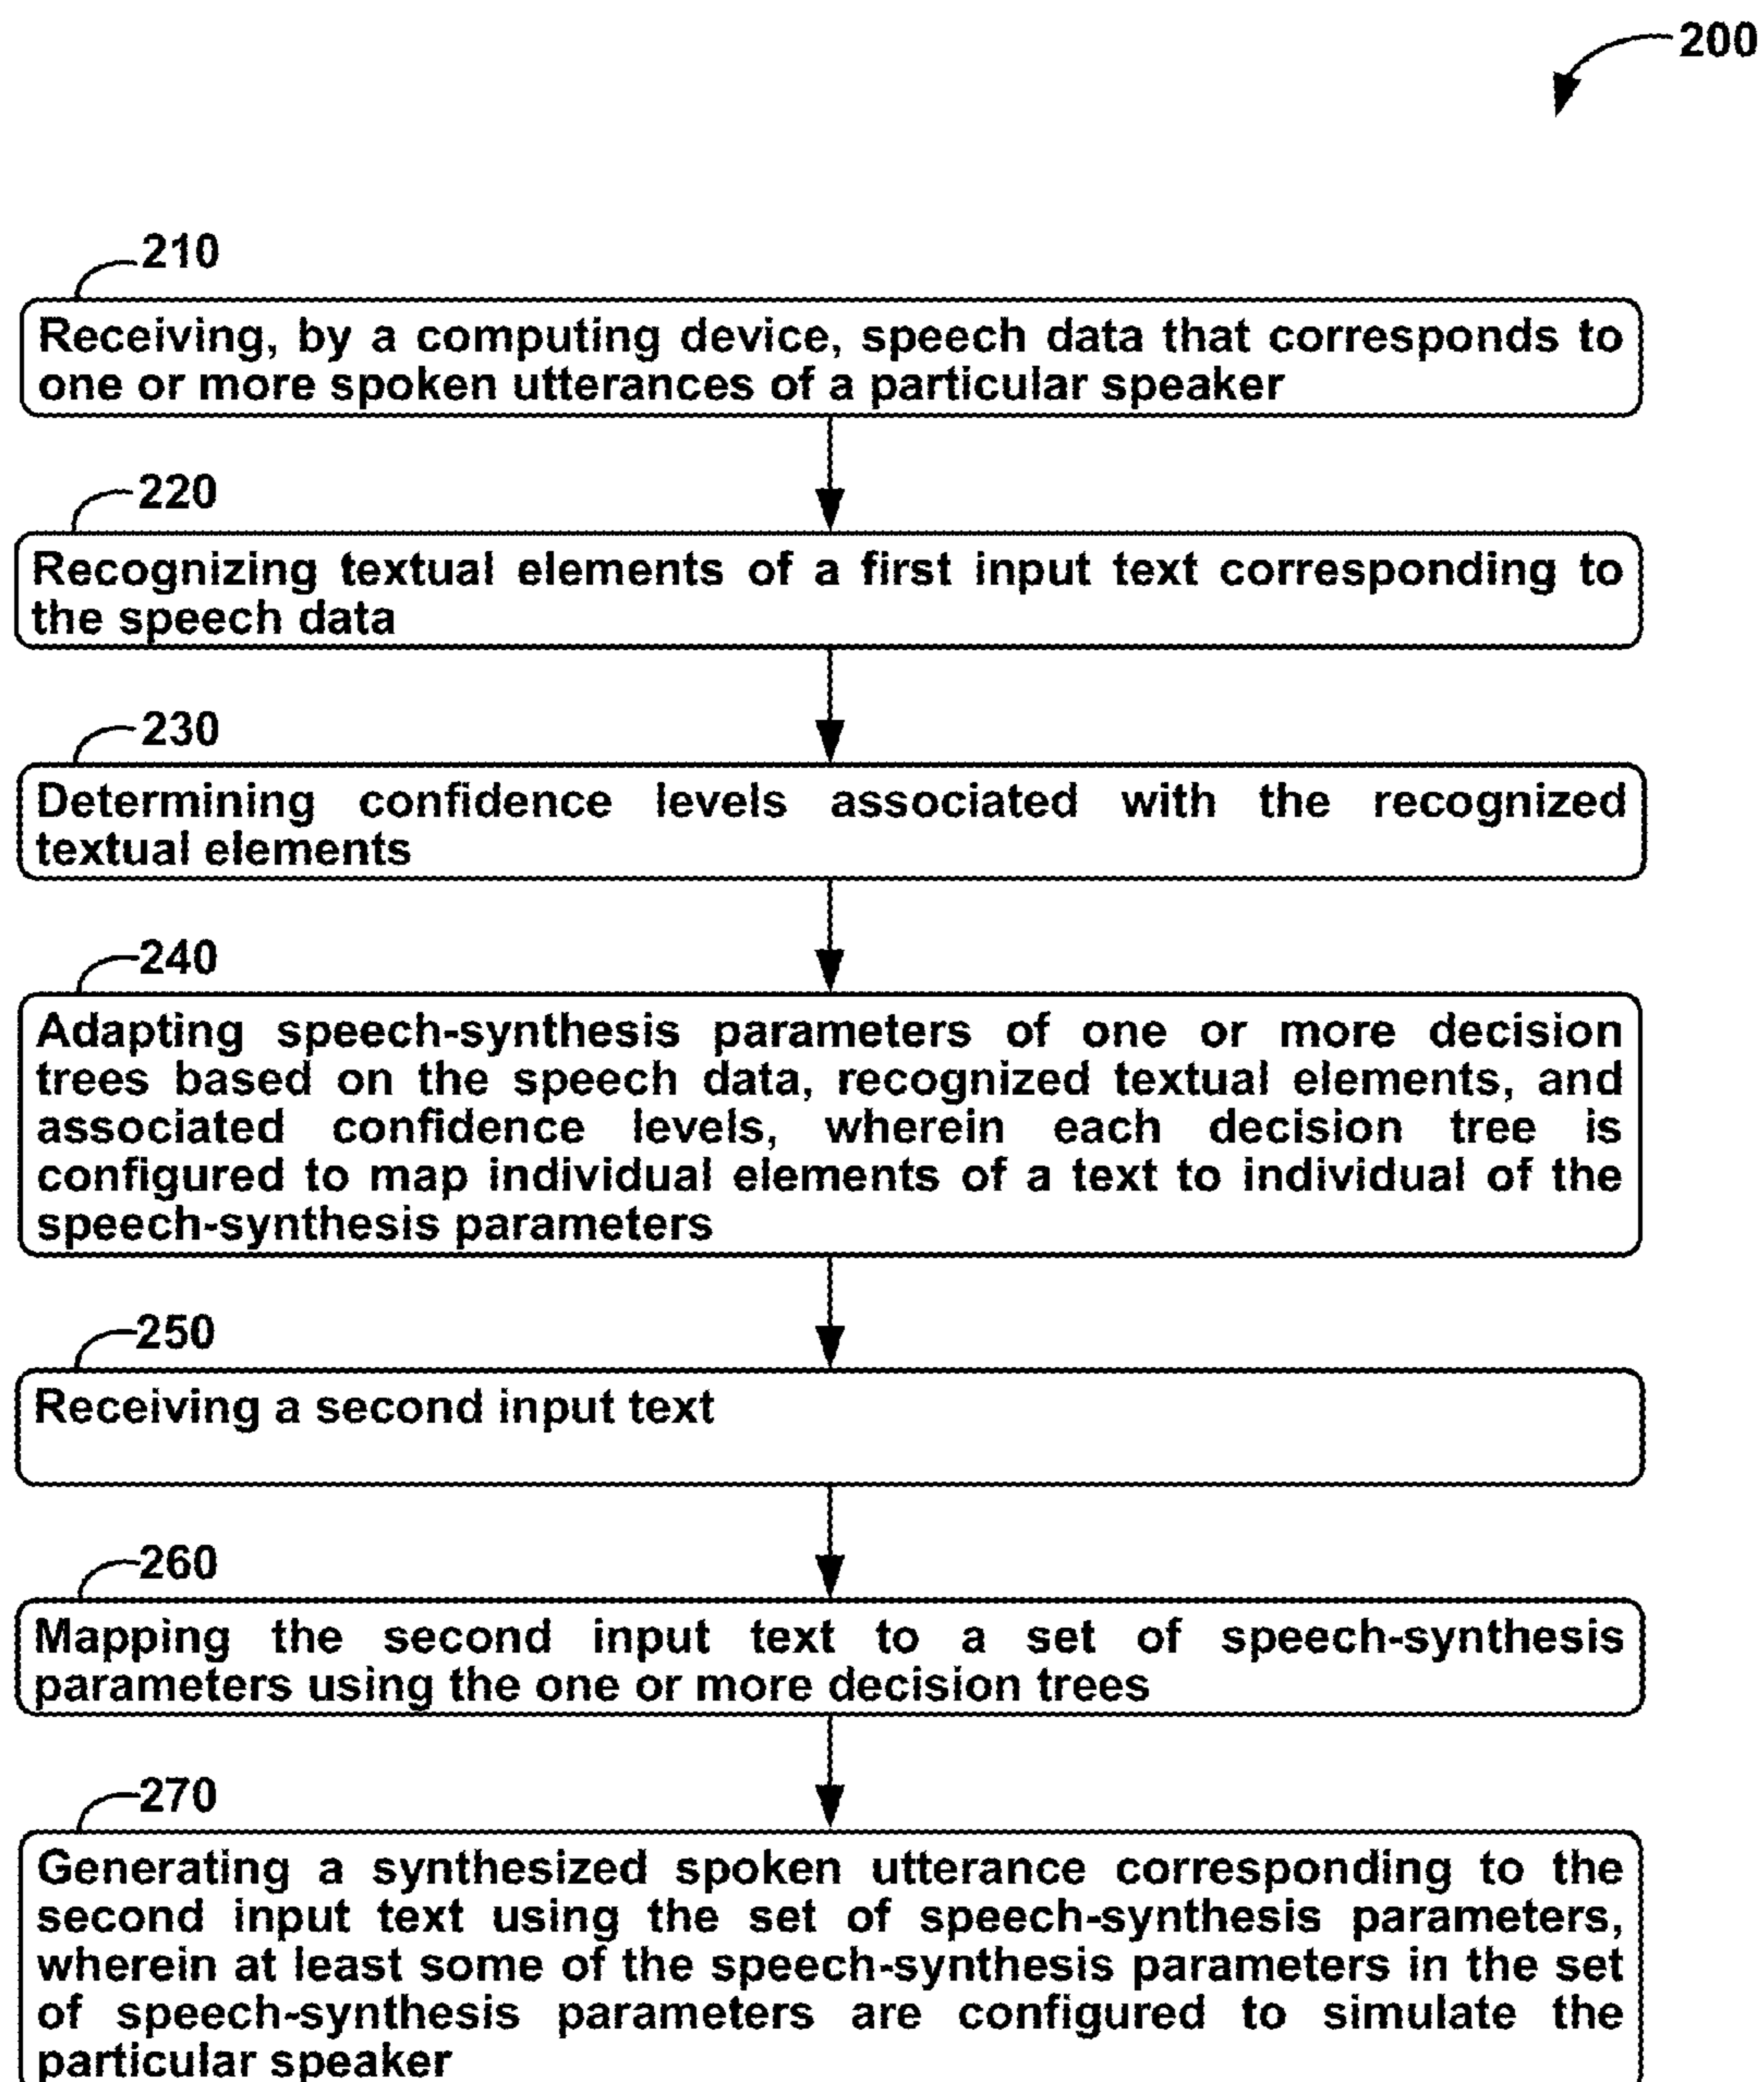 200
210
Receiving, by a computing device, speech data that corresponds to
one or more spoken utterances of a particular speaker
220
Recognizing textual elements of a first input text corresponding to
the speech data
230
Determining confidence levels associated with the recognized
textual elements
240
Adapting speech-synthesis parameters of one or more decision
trees based on the speech data, recognized textual elements, and
associated confidence levels, wherein each decision tree is
configured to map individual elements of a text to individual of the
speech-synthesis parameters
250
Receiving a second input text
260
Mapping the second input text to a set of speech-synthesis
parameters using the one or more decision trees
270
Generating a synthesized spoken utterance corresponding to the
second input text using the set of speech-synthesis parameters,
wherein at least some of the speech-synthesis parameters in the set
of speech-synthesis parameters are configured to simulate the
particular speaker